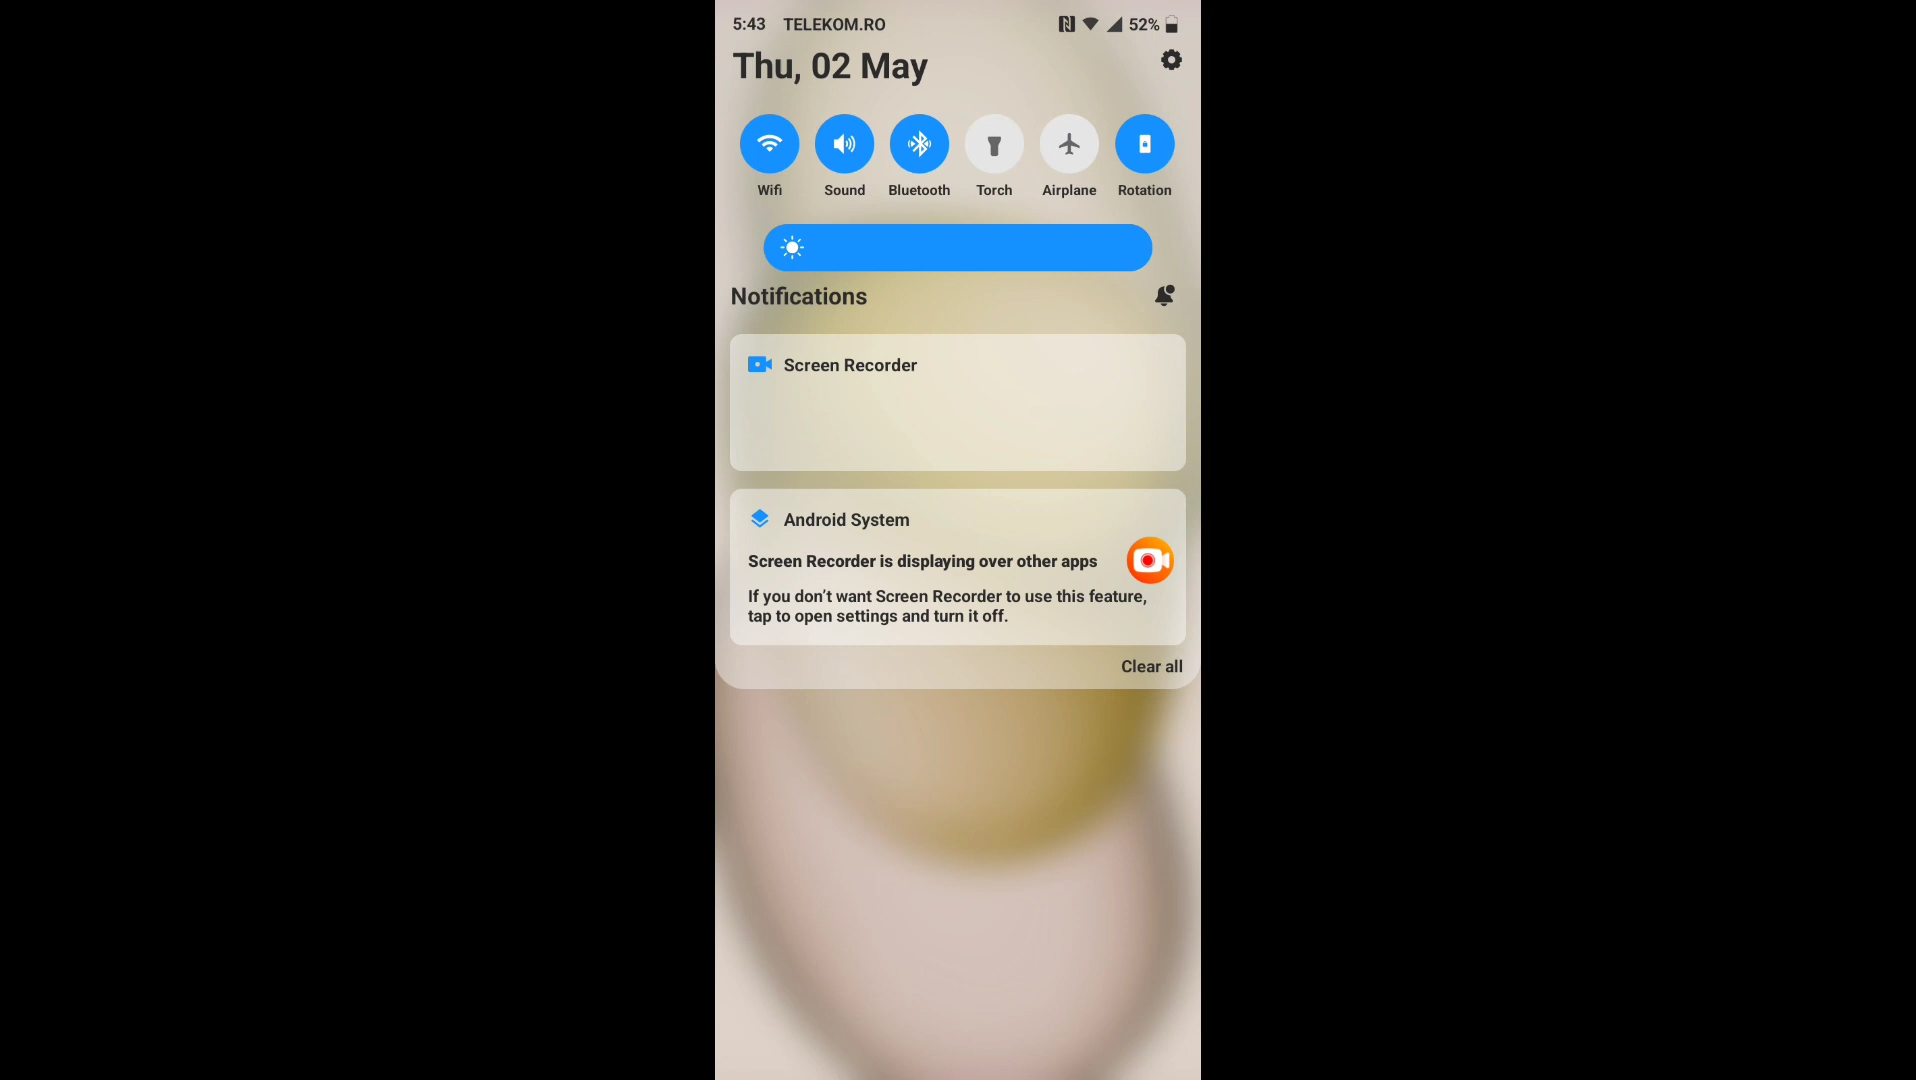 5:43 TELEKOM.RO 52%
Thu, 02 May
Wifi Sound Bluetooth Torch Airplane Rotation
Notifications
Screen Recorder
Android System
Screen Recorder is displaying over other apps
If you don’t want Screen Recorder to use this feature,
tap to open settings and turn it off.
Clear all